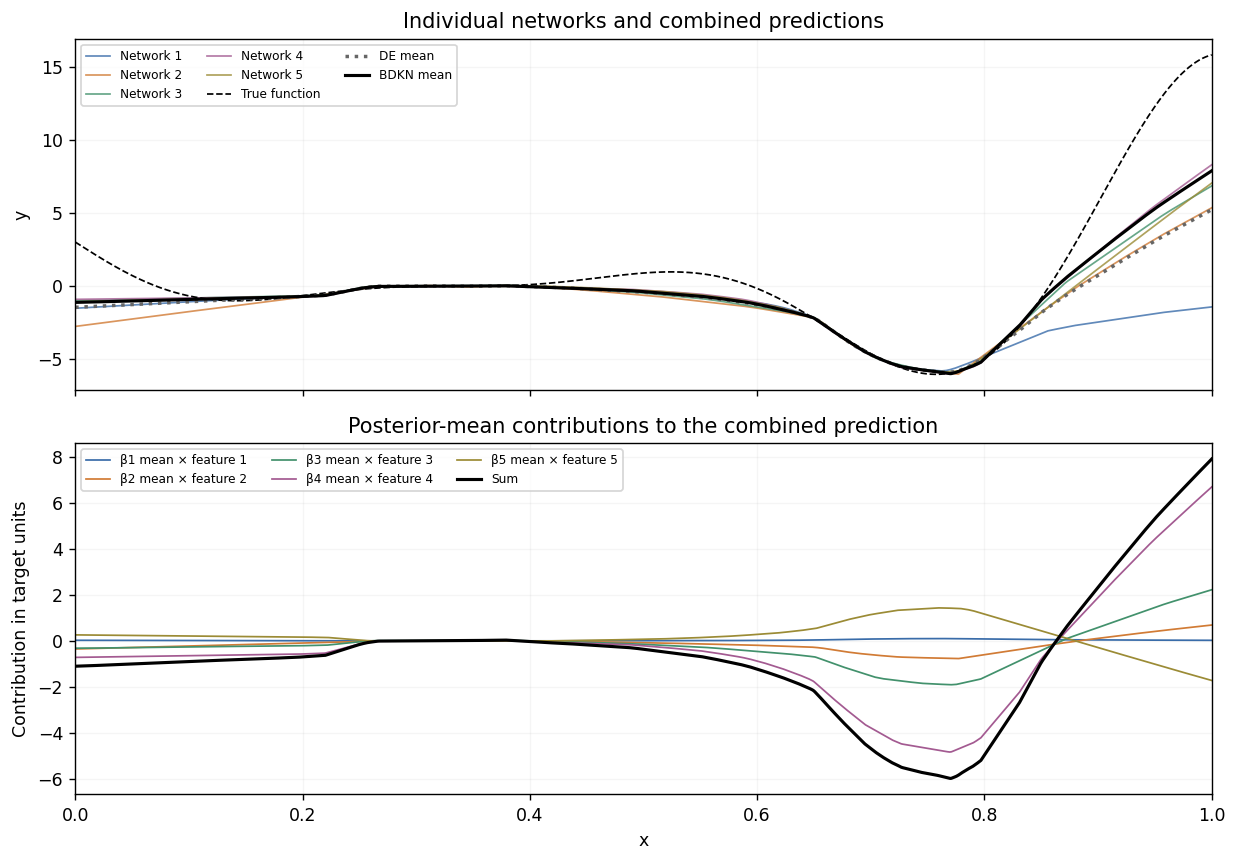 Individual networks and combined predictions
Network 1
Network 2
Network 3
Network 4
Network 5
True function
DE mean
BDKN mean
15
10
5
0
−5
y
Posterior-mean contributions to the combined prediction
β1 mean × feature 1
β2 mean × feature 2
β3 mean × feature 3
β4 mean × feature 4
β5 mean × feature 5
Sum
8
6
4
2
0
−2
−4
−6
Contribution in target units
0.0
0.2
0.4
0.6
0.8
1.0
x